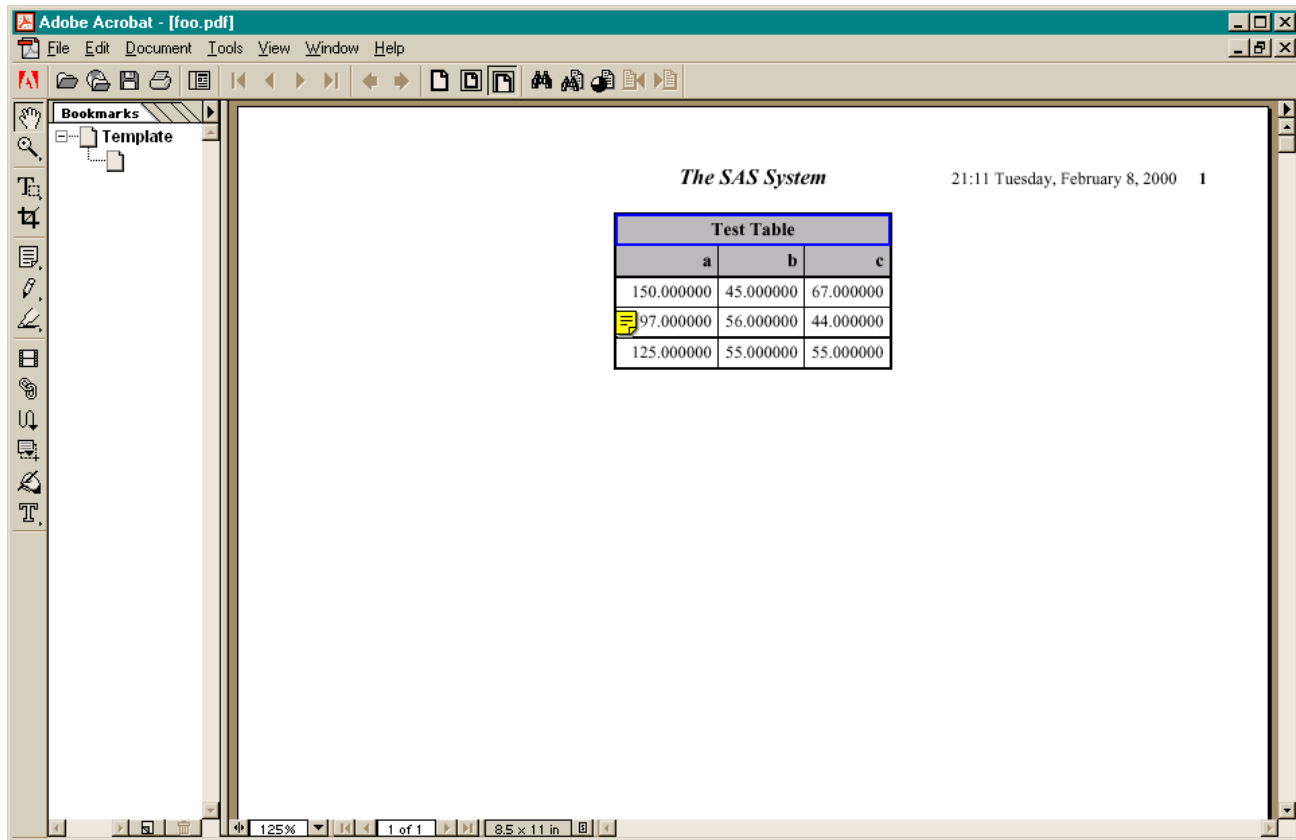 Adobe Acrobat - [foo.pdf]
File Edit Document Tools View Window Help
Bookmarks
Template
The SAS System 21:11 Tuesday, February 8, 2000 1
Test Table
a b c
150.000000 45.000000 67.000000
97.000000 56.000000 44.000000
125.000000 55.000000 55.000000
125% 1 of 1 8.5 x 11 in